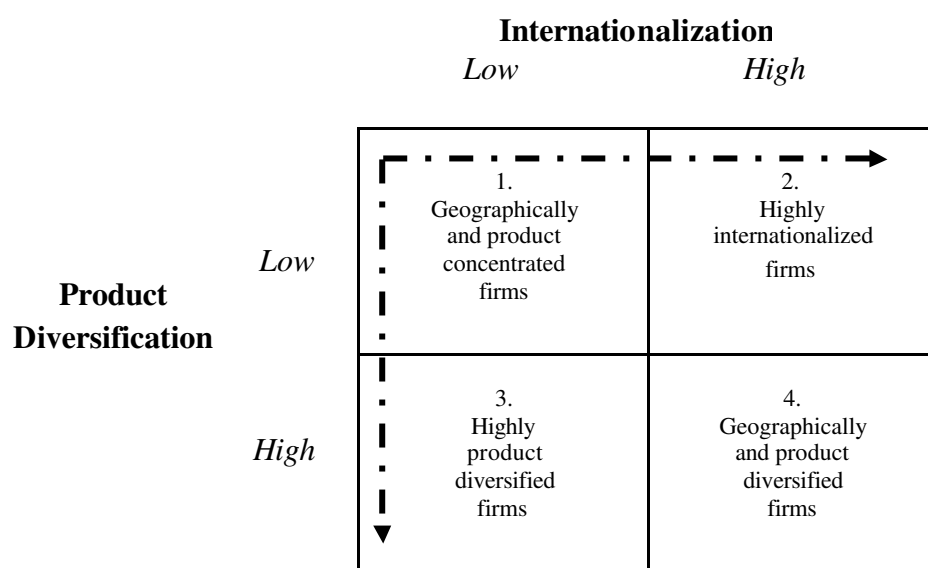 Internationalization
Low High
1.
Geographically
and product
concentrated
firms
2.
Highly
internationalized
firms
Low
Product
Diversification
3.
Highly
product
diversified
firms
4.
Geographically
and product
diversified
firms
High